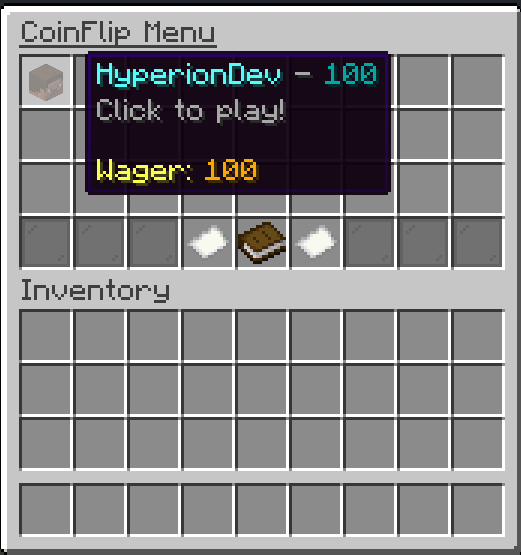 CoinFlip Menu
HyperionDev - 100
Click to play!
Wager: 100
Inventory